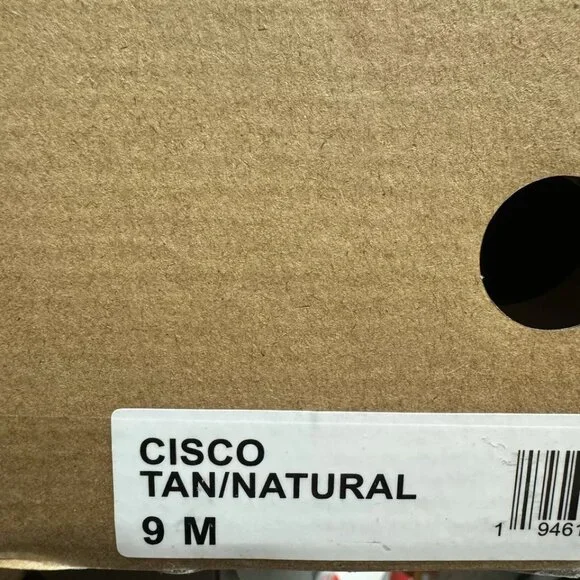 CISCO
TAN/NATURAL
9 M
1 9461